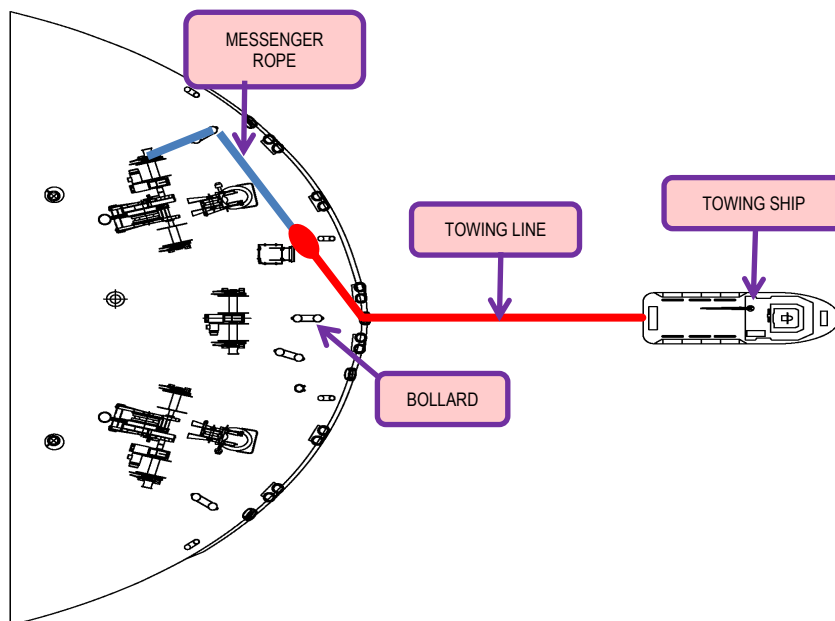 MESSENGER
ROPE
TOWING LINE
TOWING SHIP
BOLLARD